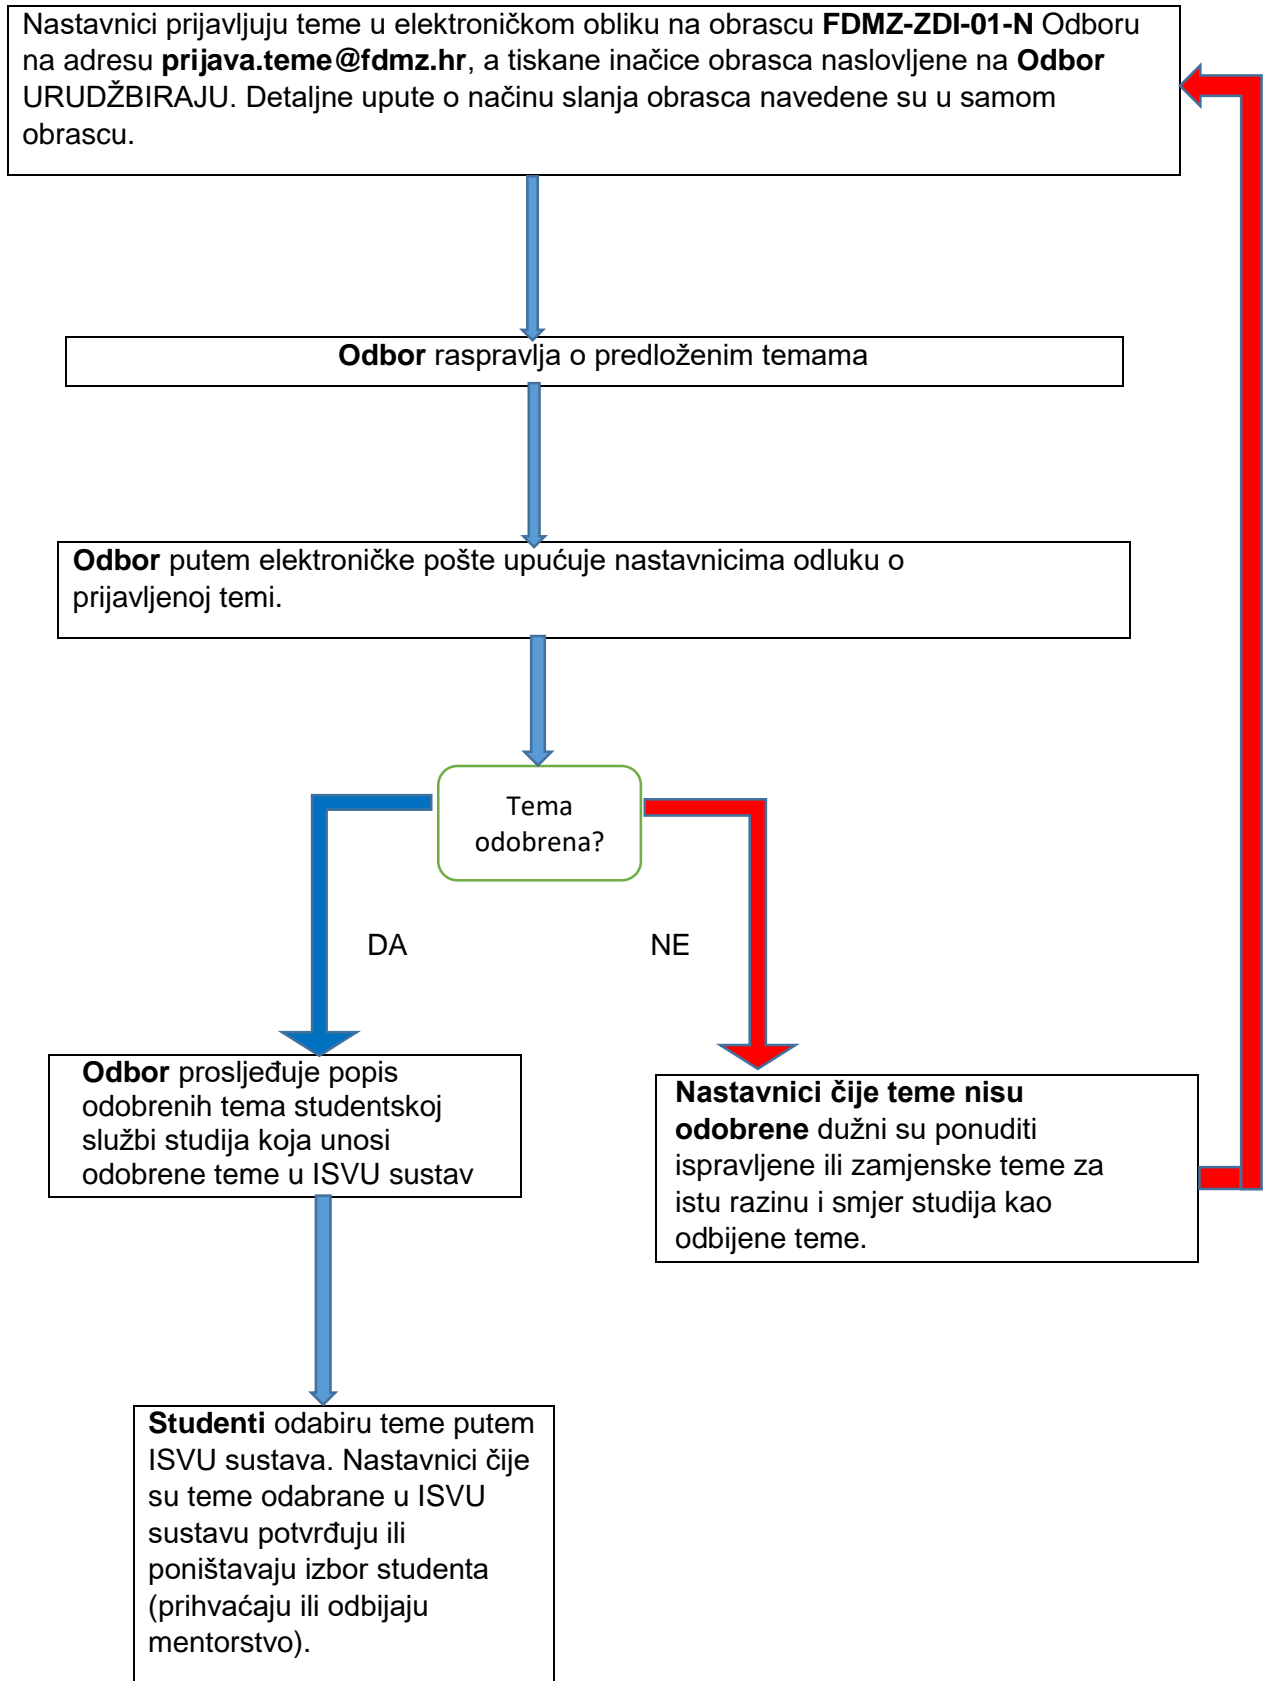 Nastavnici prijavljuju teme u elektroničkom obliku na obrascu FDMZ-ZDI-01-N Odboru
na adresu prijava.teme@fdmz.hr, a tiskane inačice obrasca naslovljene na Odbor
URUDŽBIRAJU. Detaljne upute o načinu slanja obrasca navedene su u samom
obrascu.
Odbor raspravlja o predloženim temama
Odbor putem elektroničke pošte upućuje nastavnicima odluku o
prijavljenoj temi.
Tema
odobrena?
DA
NE
Odbor prosljeđuje popis
odobrenih tema studentskoj
službi studija koja unosi
odobrene teme u ISVU sustav
Nastavnici čije teme nisu
odobrene dužni su ponuditi
ispravljene ili zamjenske teme za
istu razinu i smjer studija kao
odbijene teme.
Studenti odabiru teme putem
ISVU sustava. Nastavnici čije
su teme odabrane u ISVU
sustavu potvrđuju ili
poništavaju izbor studenta
(prihvaćaju ili odbijaju
mentorstvo).